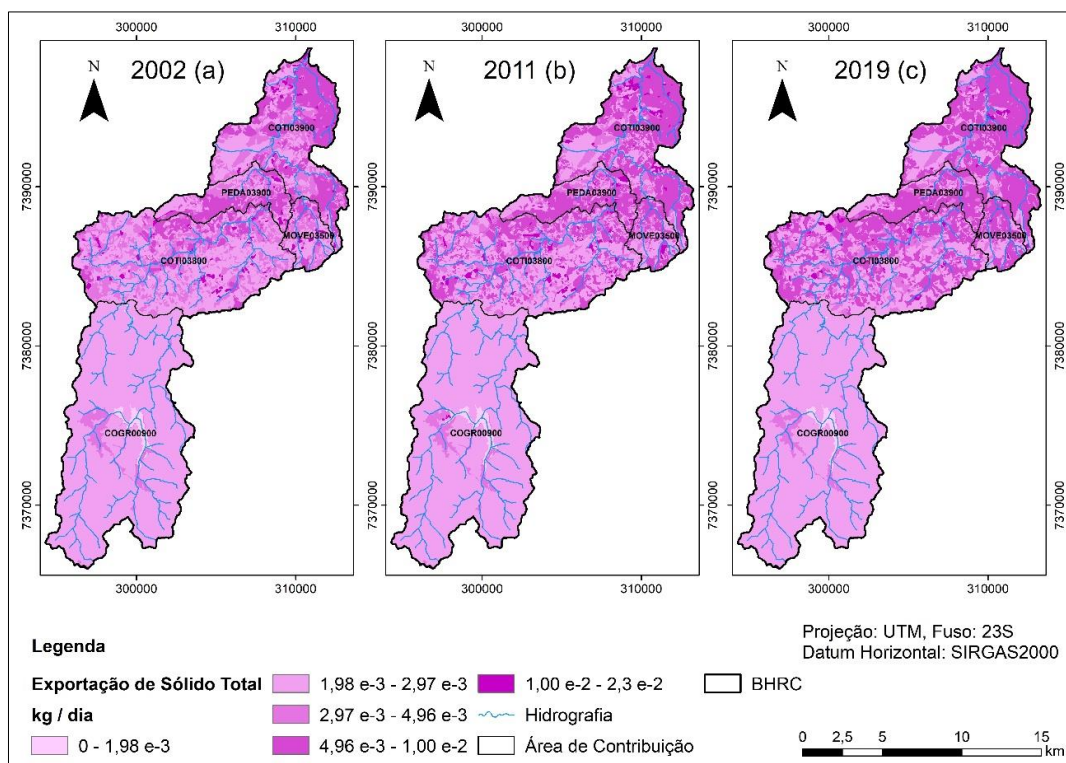 300000 310000 300000 310000 300000 310000
N 2002 (a) N 2011 (b) N 2019 (c)
COTI03900 COTI03900 COTI03900
7390000 PEDA03900 PEDA03900 PEDA03900 7390000
MOVE03500 MOVE03500 MOVE03500
COTI03800 COTI03800 COTI03800
7380000 7380000
COGR00900 COGR00900 COGR00900
7370000 7370000
300000 310000 300000 310000 300000 310000
Legenda
Exportação de Sólido Total
kg / dia
0 - 1,98 e-3
1,98 e-3 - 2,97 e-3
2,97 e-3 - 4,96 e-3
4,96 e-3 - 1,00 e-2
1,00 e-2 - 2,3 e-2
Hidrografia
Área de Contribuição
BHRC
Projeção: UTM, Fuso: 23S
Datum Horizontal: SIRGAS2000
0 2,5 5 10 15
km